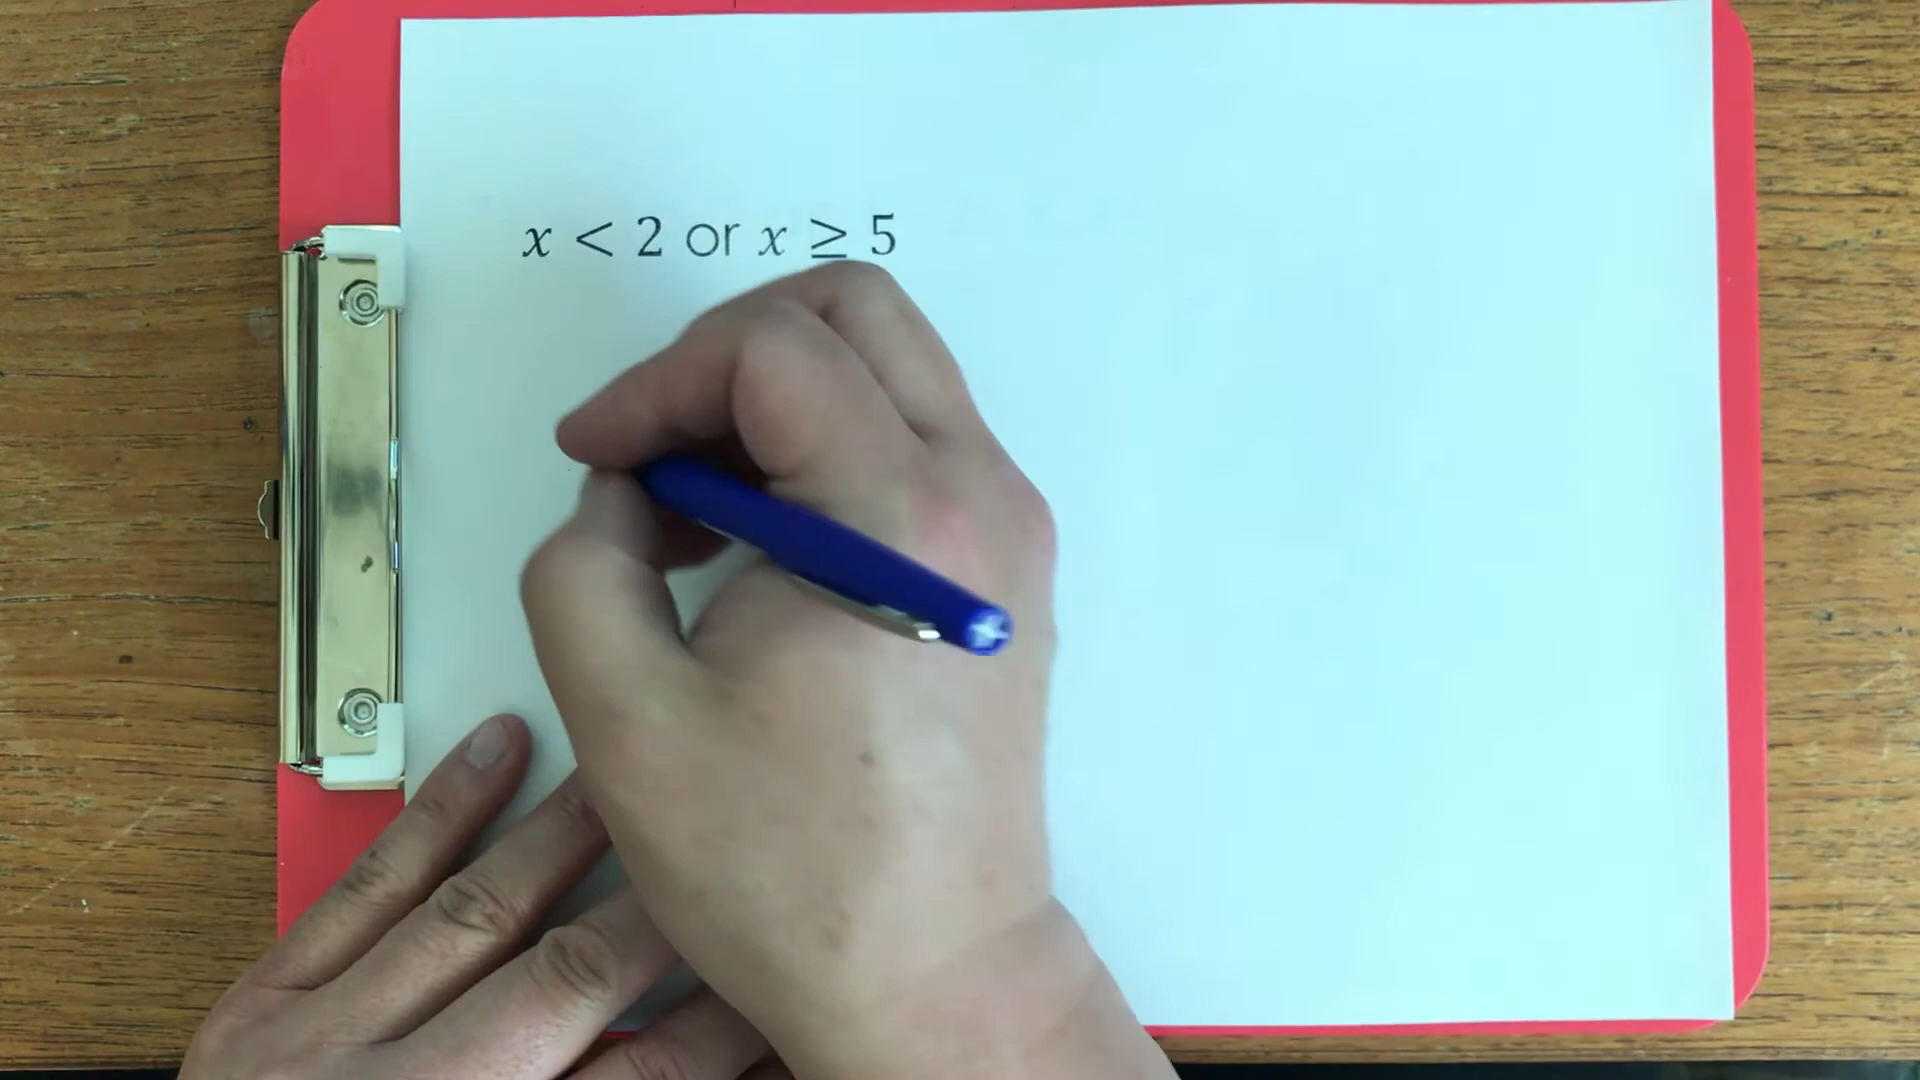 x < 2 or x ≥ 5